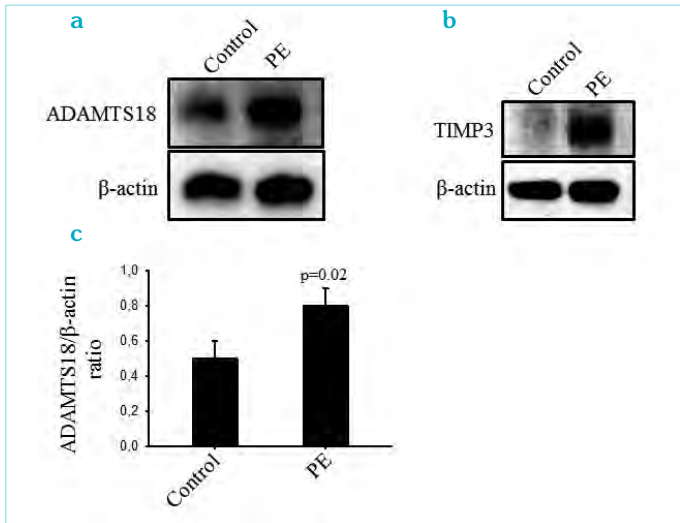 a
Control
PE
ADAMTS18
β-actin
b
Control
PE
TIMP3
β-actin
c
ADAMTS18/β-actin
ratio
1,0
0,8
0,6
0,4
0,2
0,0
p=0.02
Control
PE